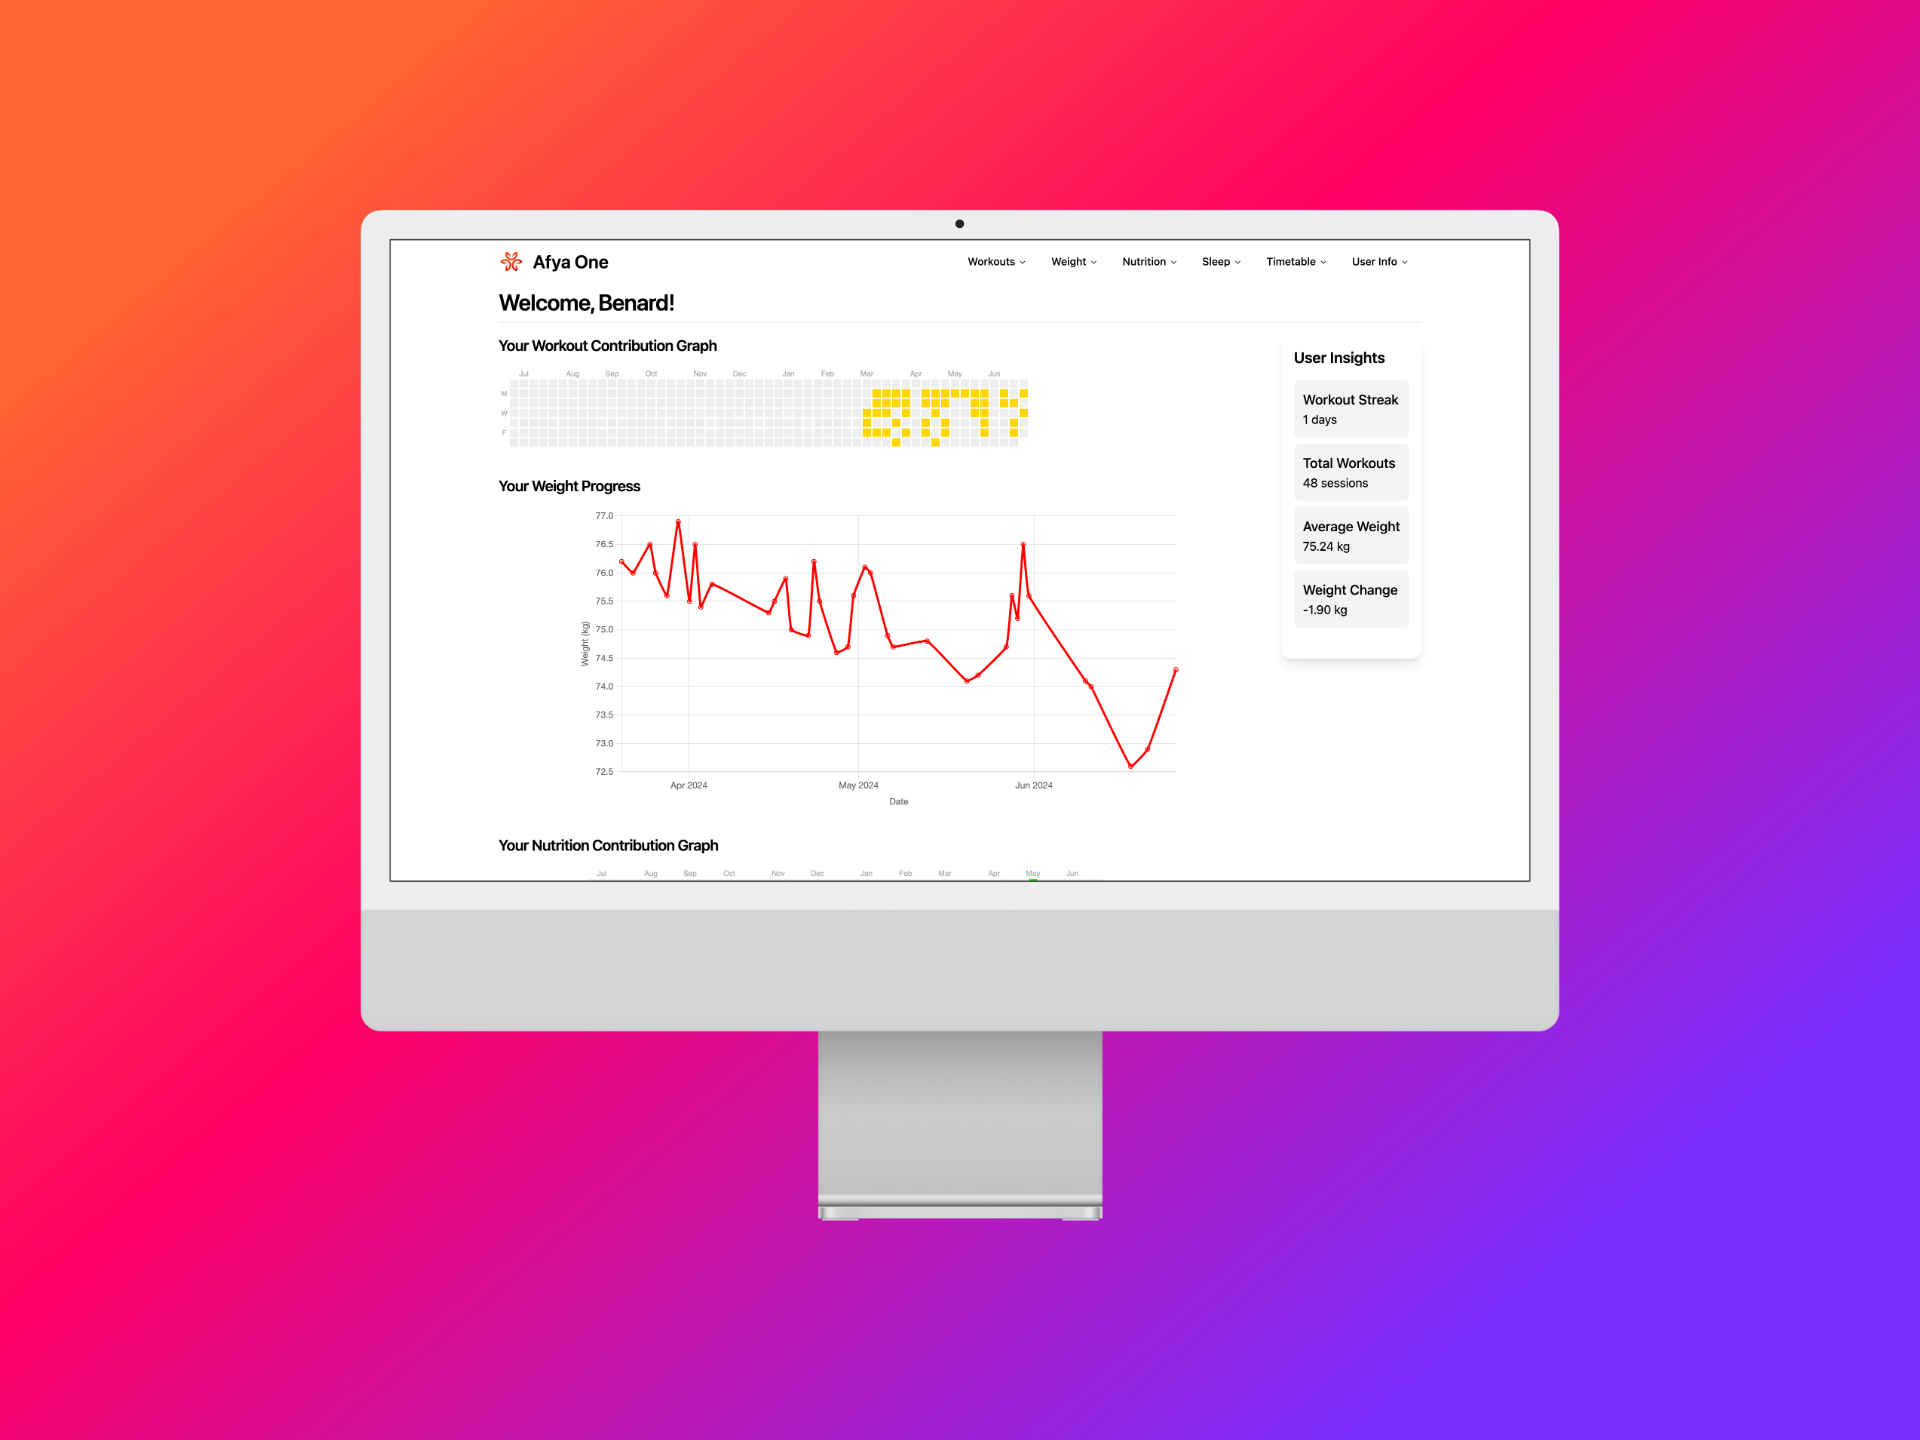 Afya One
Workouts Weight Nutrition Sleep Timetable User Info
Welcome, Benard!
Your Workout Contribution Graph
Jul Aug Sep Oct Nov Dec Jan Feb Mar Apr May Jun
M
W
F
Your Weight Progress
77.0
76.5
76.0
75.5
75.0
74.5
74.0
73.5
73.0
72.5
Weight (kg)
Apr 2024 May 2024 Jun 2024
Date
Your Nutrition Contribution Graph
Jul Aug Sep Oct Nov Dec Jan Feb Mar Apr May Jun
User Insights
Workout Streak
1 days
Total Workouts
48 sessions
Average Weight
75.24 kg
Weight Change
-1.90 kg